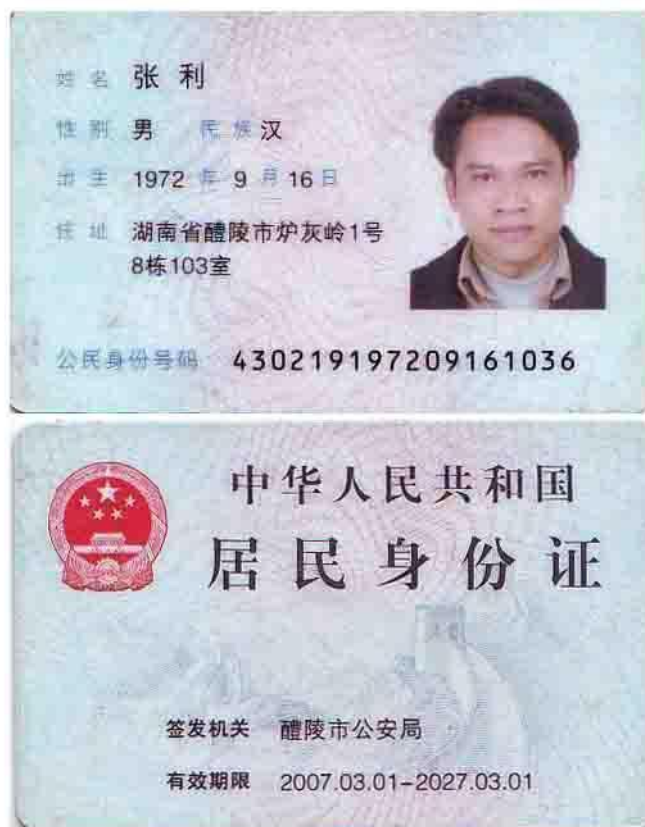 姓名 张利
性别 男 民族 汉
出生 1972 年 9 月 16 日
住址 湖南省醴陵市炉灰岭1号
8栋103室
公民身份号码 430219197209161036
中华人民共和国
居民身份证
签发机关 醴陵市公安局
有效期限 2007.03.01-2027.03.01